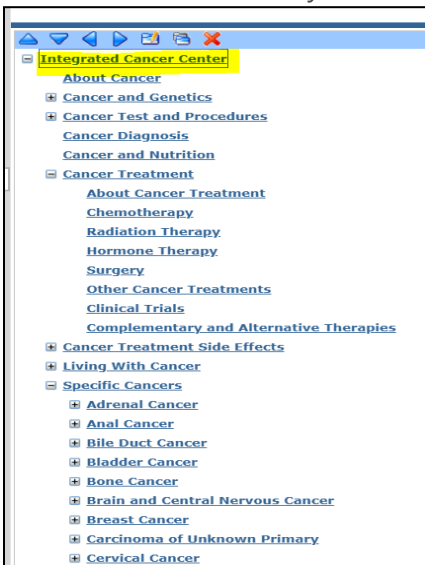 Integrated Cancer Center
About Cancer
Cancer and Genetics
Cancer Test and Procedures
Cancer Diagnosis
Cancer and Nutrition
Cancer Treatment
About Cancer Treatment
Chemotherapy
Radiation Therapy
Hormone Therapy
Surgery
Other Cancer Treatments
Clinical Trials
Complementary and Alternative Therapies
Cancer Treatment Side Effects
Living With Cancer
Specific Cancers
Adrenal Cancer
Anal Cancer
Bile Duct Cancer
Bladder Cancer
Bone Cancer
Brain and Central Nervous Cancer
Breast Cancer
Carcinoma of Unknown Primary
Cervical Cancer